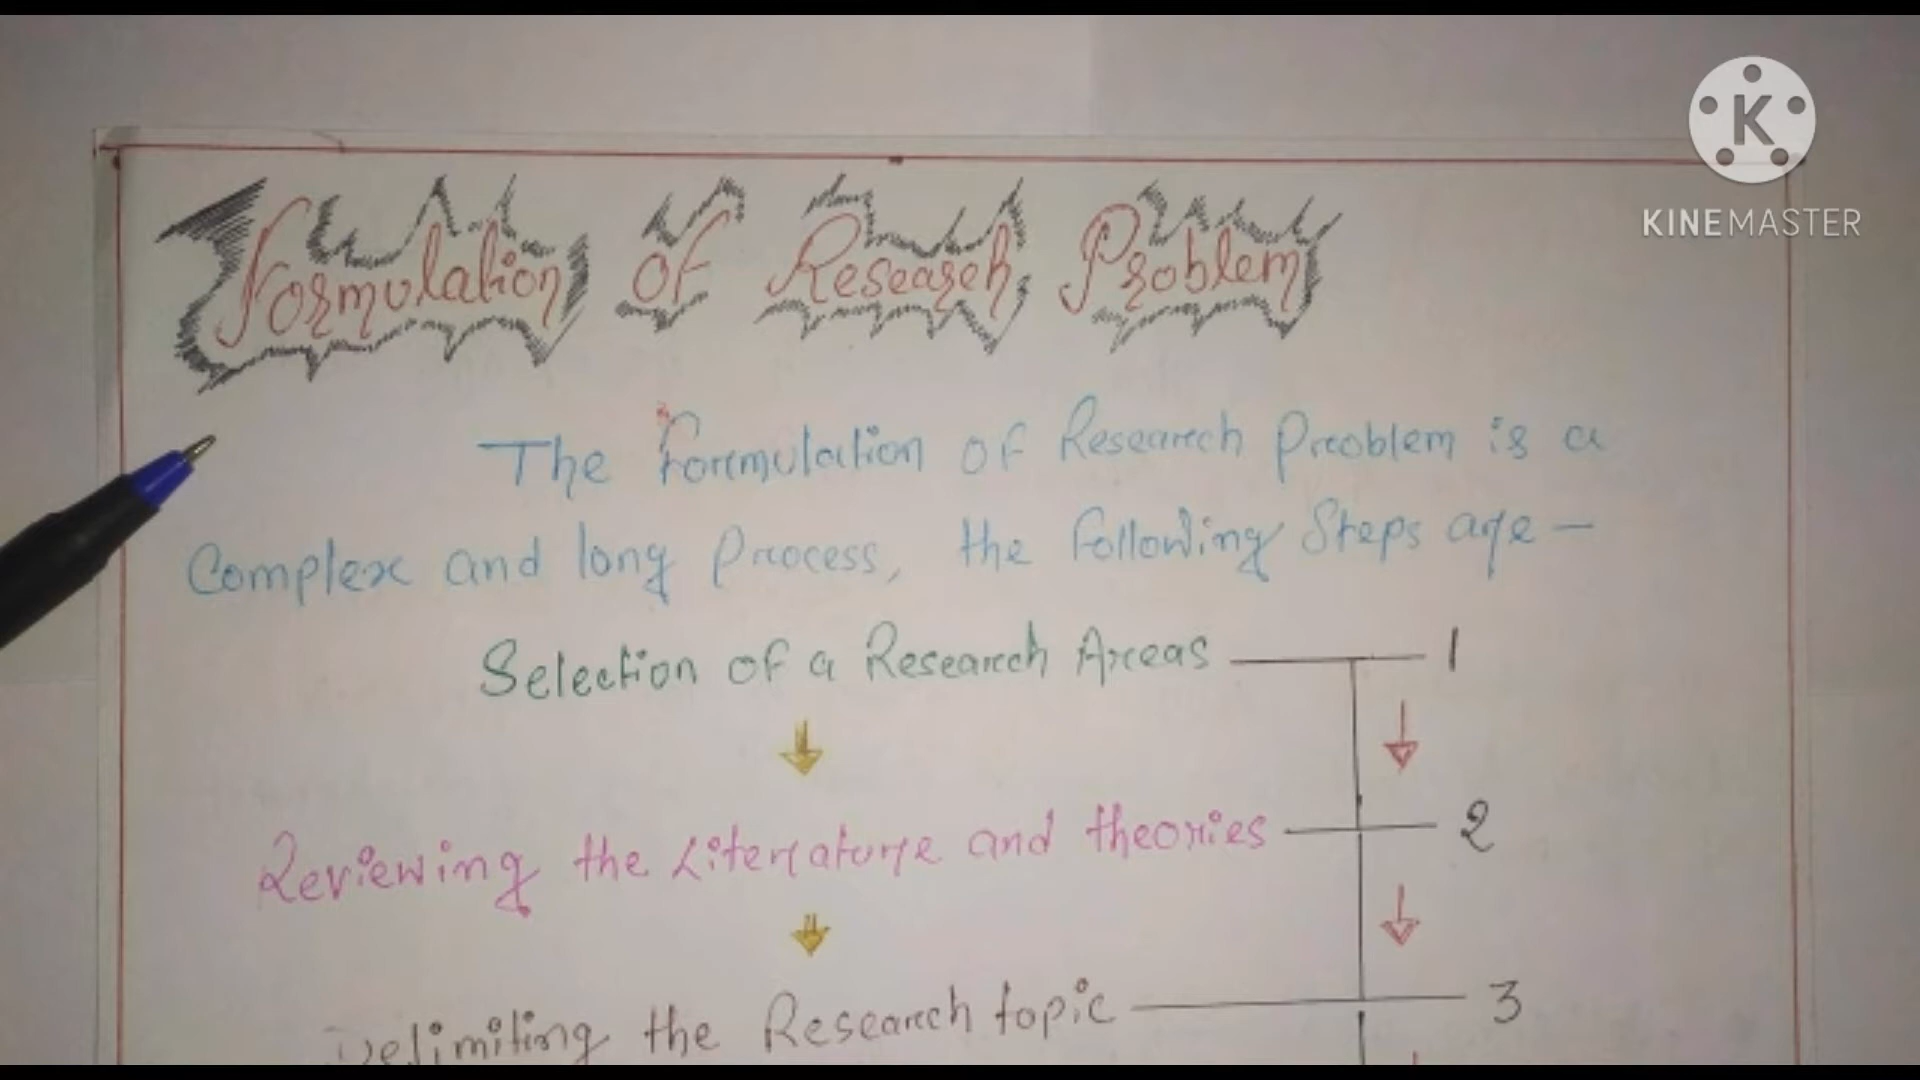 K
KINEMASTER
Formulation of Research Problem
The Formulation of Research Problem is a
Complex and long Process, the Following Steps are —
Selection of a Research Areas 1
Reviewing the Literature and theories 2
Delimiting the Research topic 3